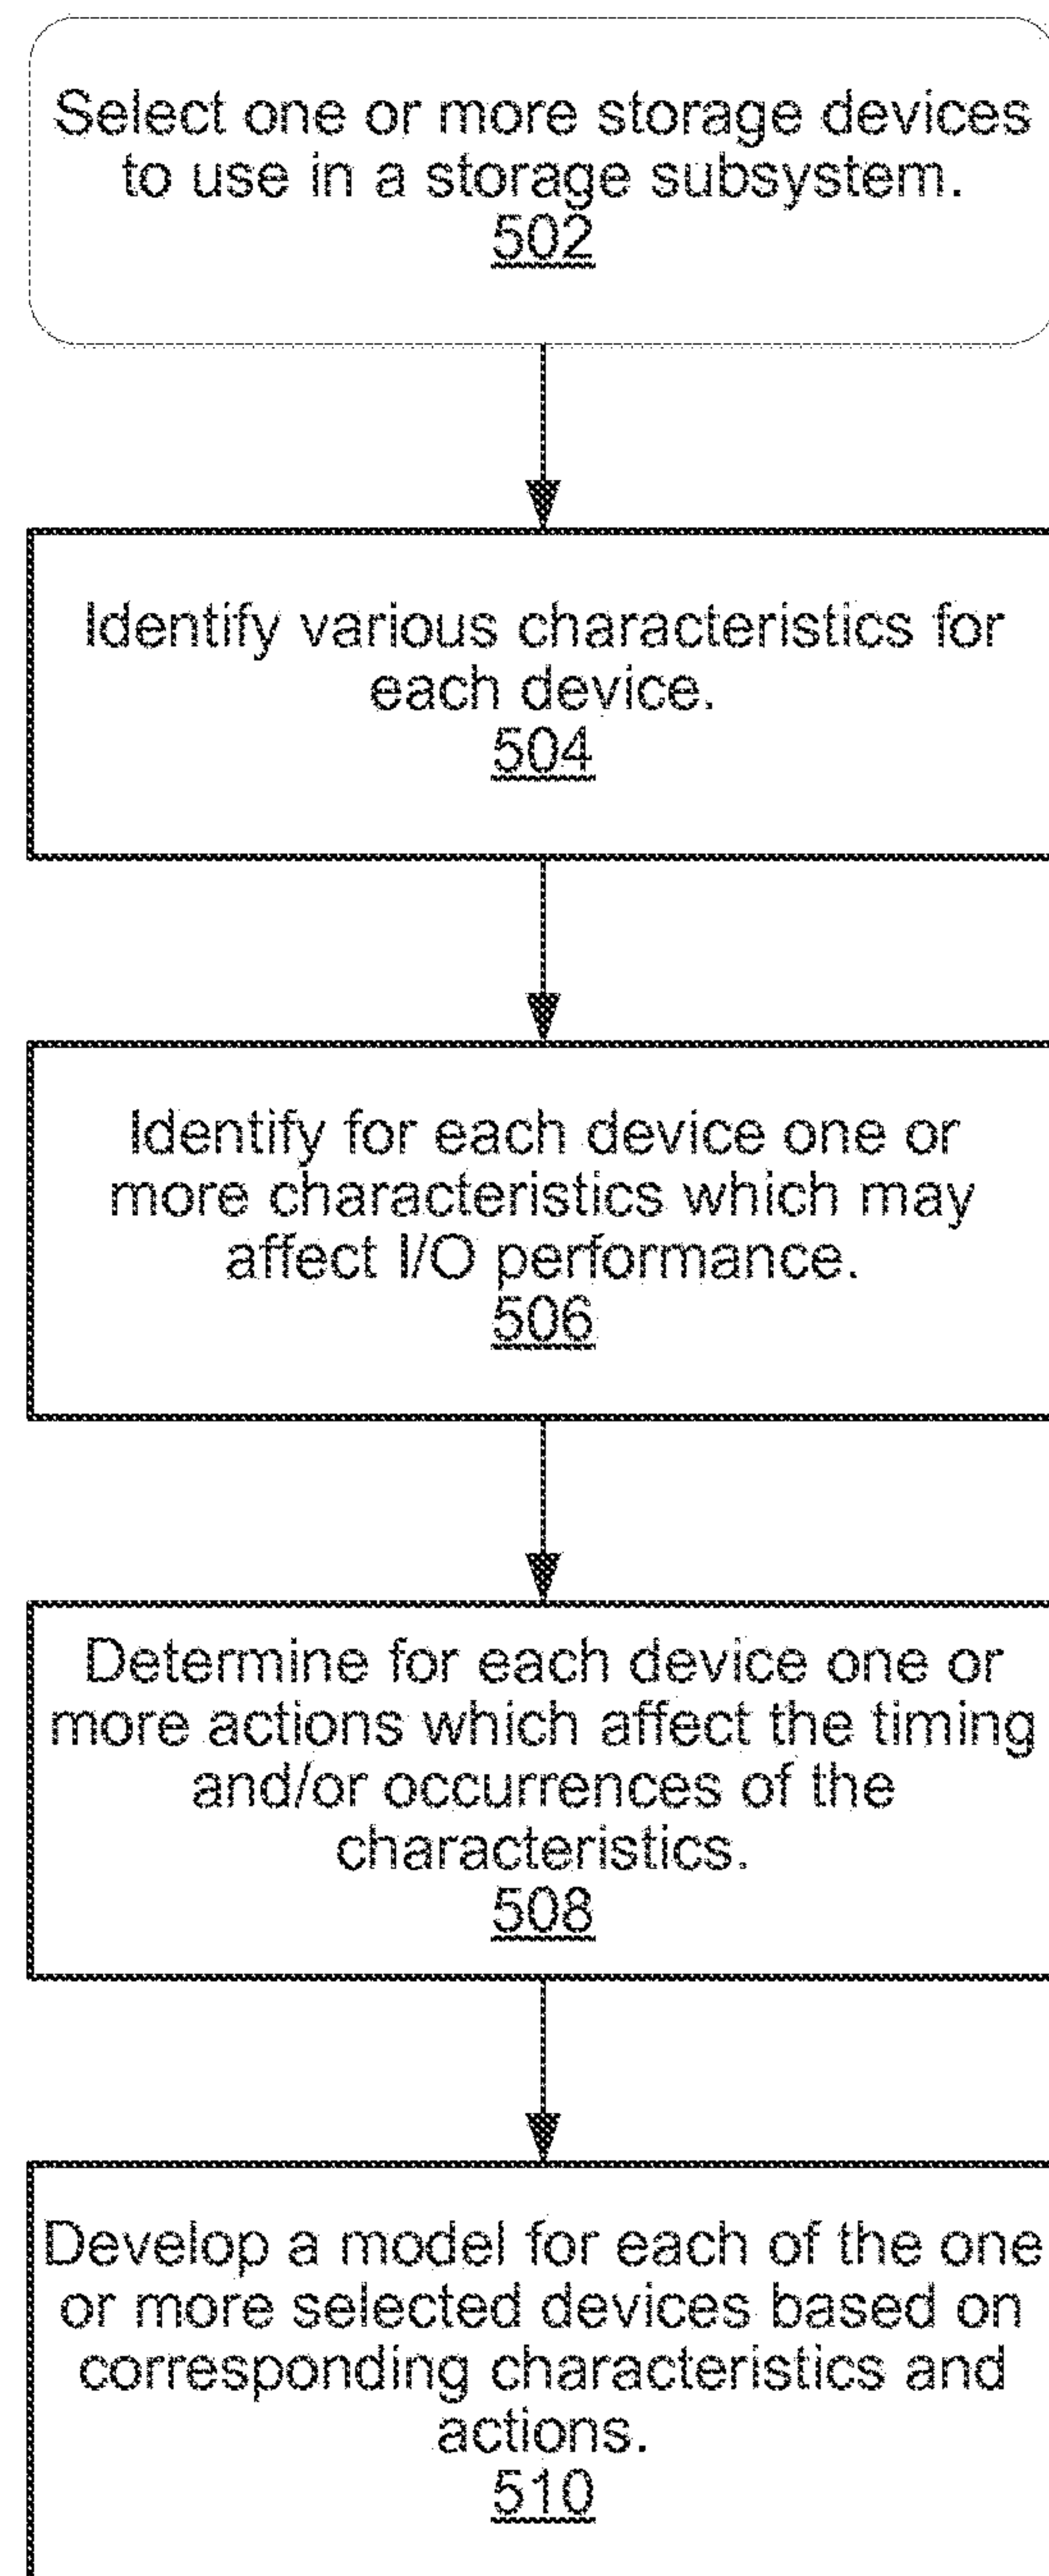 Select one or more storage devices
to use in a storage subsystem.
502
Identify various characteristics for
each device.
504
Identify for each device one or
more characteristics which may
affect I/O performance.
506
Determine for each device one or
more actions which affect the timing
and/or occurrences of the
characteristics.
508
Develop a model for each of the one
or more selected devices based on
corresponding characteristics and
actions.
510